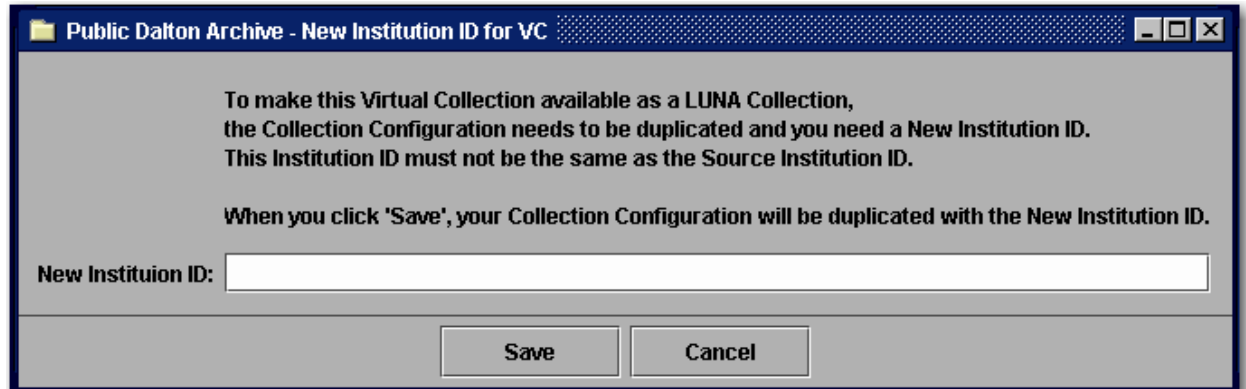 Public Dalton Archive - New Institution ID for VC
To make this Virtual Collection available as a LUNA Collection,
the Collection Configuration needs to be duplicated and you need a New Institution ID.
This Institution ID must not be the same as the Source Institution ID.
When you click 'Save', your Collection Configuration will be duplicated with the New Institution ID.
New Instituion ID:
Save Cancel